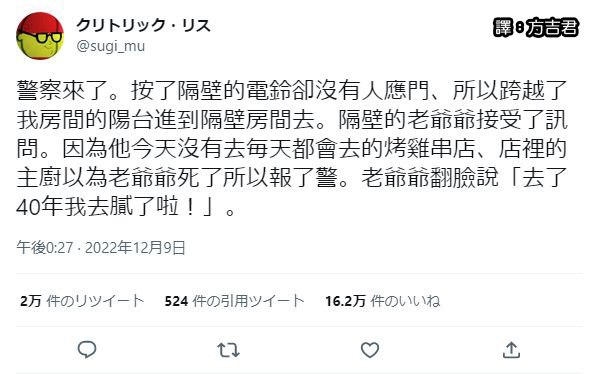 クリトリック・リス
譯：方吉君
@sugi_mu
警察來了。按了隔壁的電鈴卻沒有人應門、所以跨越了
我房間的陽台進到隔壁房間去。隔壁的老爺爺接受了訊
問。因為他今天沒有去每天都會去的烤雞串店、店裡的
主廚以為老爺爺死了所以報了警。老爺爺翻臉說「去了
40年我去膩了啦！」。
午後0:27 · 2022年12月9日
2万 件のリツイート 524 件の引用ツイート 16.2万 件のいいね